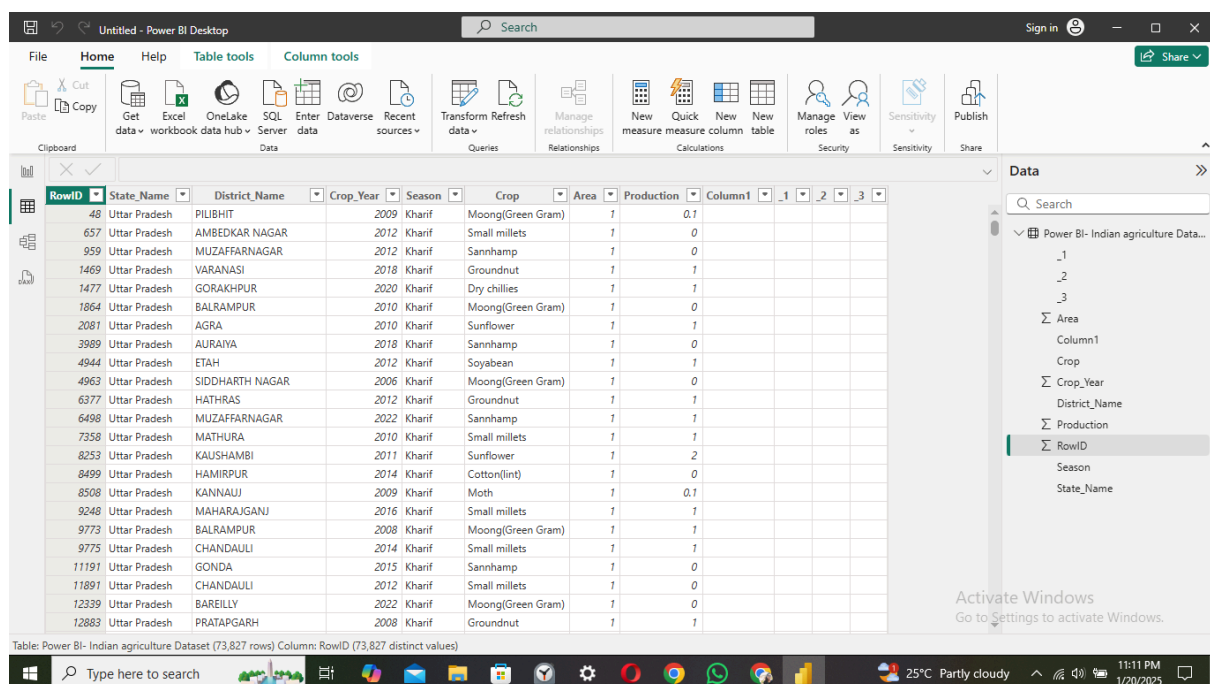 Untitled - Power BI Desktop Search Sign in
File Home Help Table tools Column tools Share
Paste Cut Copy Get data Excel workbook OneLake data hub SQL Server Enter data Dataverse Recent sources Transform data Refresh Manage relationships New measure Quick measure New column New table Manage roles View as Sensitivity Publish
Clipboard Data Queries Relationships Calculations Security Sensitivity Share
Data
RowID State_Name District_Name Crop_Year Season Crop Area Production Column1 _1 _2 _3
48 Uttar Pradesh PILIBHIT 2009 Kharif Moong(Green Gram) 1 0.1
657 Uttar Pradesh AMBEDKAR NAGAR 2012 Kharif Small millets 1 0
959 Uttar Pradesh MUZAFFARNAGAR 2012 Kharif Sannhamp 1 0
1469 Uttar Pradesh VARANASI 2018 Kharif Groundnut 1 1
1477 Uttar Pradesh GORAKHPUR 2020 Kharif Dry chillies 1 1
1864 Uttar Pradesh BALRAMPUR 2010 Kharif Moong(Green Gram) 1 0
2081 Uttar Pradesh AGRA 2010 Kharif Sunflower 1 1
3989 Uttar Pradesh AURAIYA 2018 Kharif Sannhamp 1 0
4944 Uttar Pradesh ETAH 2012 Kharif Soyabean 1 1
4963 Uttar Pradesh SIDDHARTH NAGAR 2006 Kharif Moong(Green Gram) 1 0
6377 Uttar Pradesh HATHRAS 2012 Kharif Groundnut 1 1
6498 Uttar Pradesh MUZAFFARNAGAR 2022 Kharif Sannhamp 1 1
7358 Uttar Pradesh MATHURA 2010 Kharif Small millets 1 1
8253 Uttar Pradesh KAUSHAMBI 2011 Kharif Sunflower 1 2
8499 Uttar Pradesh HAMIRPUR 2014 Kharif Cotton(lint) 1 0
8508 Uttar Pradesh KANNAUJ 2009 Kharif Moth 1 0.1
9248 Uttar Pradesh MAHARAJGANJ 2016 Kharif Small millets 1 1
9773 Uttar Pradesh BALRAMPUR 2008 Kharif Moong(Green Gram) 1 1
9775 Uttar Pradesh CHANDAULI 2014 Kharif Small millets 1 1
11191 Uttar Pradesh GONDA 2015 Kharif Sannhamp 1 0
11891 Uttar Pradesh CHANDAULI 2012 Kharif Small millets 1 0
12339 Uttar Pradesh BAREILLY 2022 Kharif Moong(Green Gram) 1 0
12883 Uttar Pradesh PRATAPGARH 2008 Kharif Groundnut 1 1
Search
Power BI- Indian agriculture Data...
_1
_2
_3
Σ Area
Column1
Crop
Σ Crop_Year
District_Name
Σ Production
Σ RowID
Season
State_Name
Activate Windows
Go to Settings to activate Windows.
Table: Power BI- Indian agriculture Dataset (73,827 rows) Column: RowID (73,827 distinct values)
Type here to search 25°C Partly cloudy 11:11 PM
1/20/2025